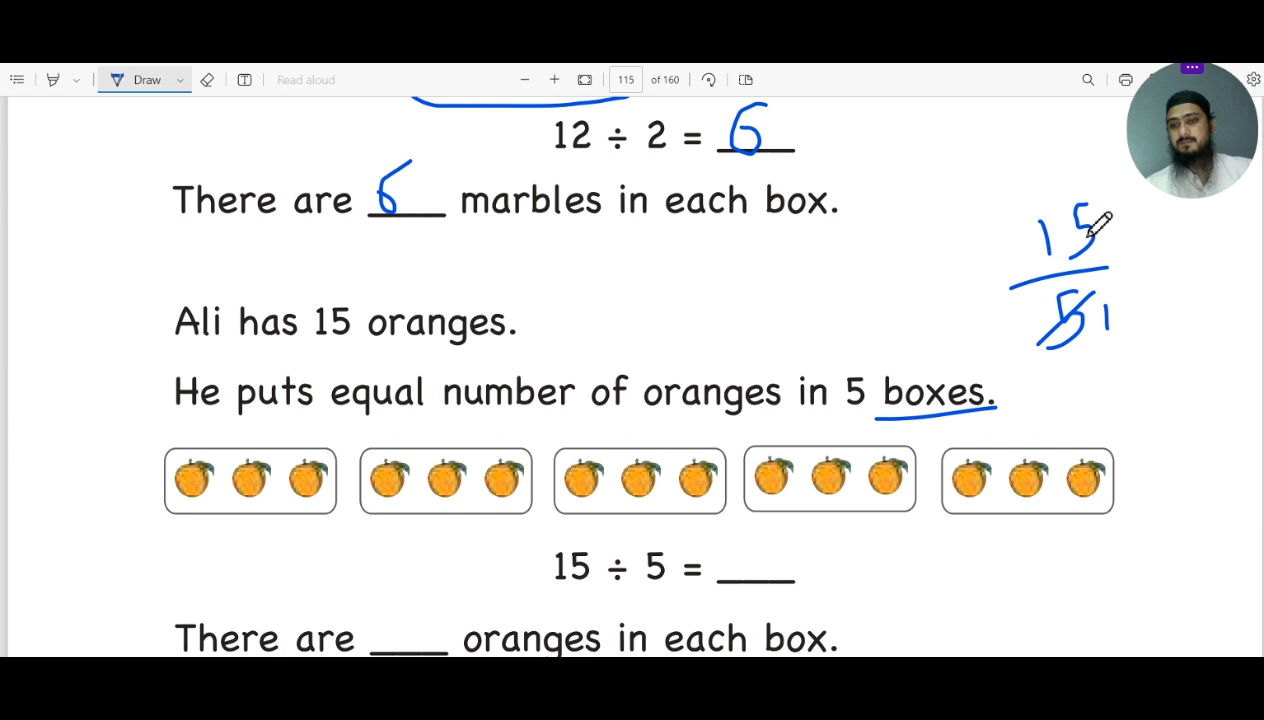 Draw
Read aloud
115 of 160
12 ÷ 2 = 6
There are 6 marbles in each box.
15
5 1
Ali has 15 oranges.
He puts equal number of oranges in 5 boxes.
15 ÷ 5 = ___
There are ___ oranges in each box.